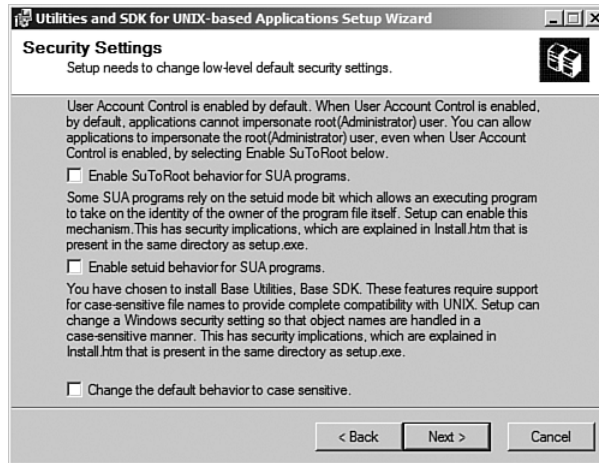 Utilities and SDK for UNIX-based Applications Setup Wizard
Security Settings
Setup needs to change low-level default security settings.
User Account Control is enabled by default. When User Account Control is enabled,
by default, applications cannot impersonate root(Administrator) user. You can allow
applications to impersonate the root(Administrator) user, even when User Account
Control is enabled, by selecting Enable SuToRoot below.
Enable SuToRoot behavior for SUA programs.
Some SUA programs rely on the setuid mode bit which allows an executing program
to take on the identity of the owner of the program file itself. Setup can enable this
mechanism.This has security implications, which are explained in Install.htm that is
present in the same directory as setup.exe.
Enable setuid behavior for SUA programs.
You have chosen to install Base Utilities, Base SDK. These features require support
for case-sensitive file names to provide complete compatibility with UNIX. Setup can
change a Windows security setting so that object names are handled in a
case-sensitive manner. This has security implications, which are explained in
Install.htm that is present in the same directory as setup.exe.
Change the default behavior to case sensitive.
< Back Next > Cancel